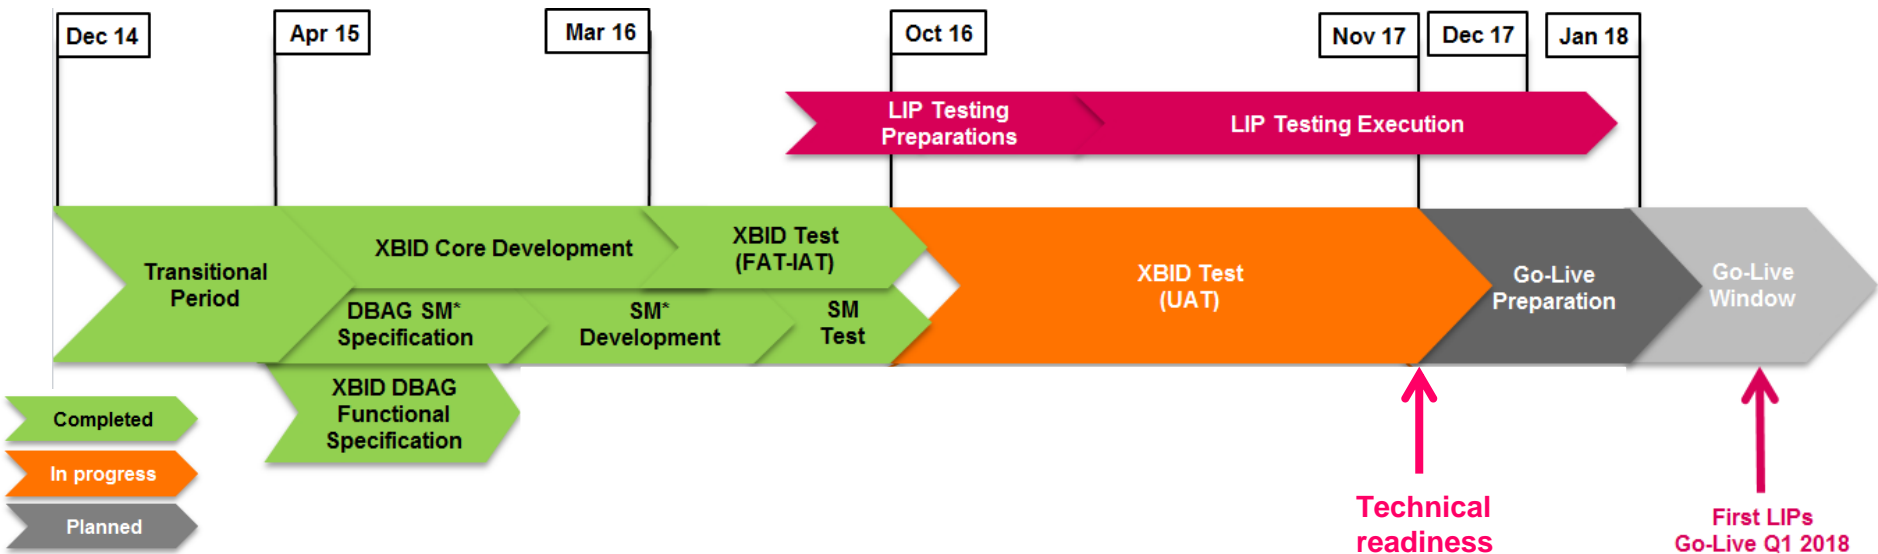 Dec 14
Apr 15
Mar 16
Oct 16
Nov 17
Dec 17
Jan 18
LIP Testing
Preparations
LIP Testing Execution
Transitional
Period
XBID Core Development
XBID Test
(FAT-IAT)
DBAG SM*
Specification
SM*
Development
SM
Test
XBID DBAG
Functional
Specification
XBID Test
(UAT)
Go-Live
Preparation
Go-Live
Window
Completed
In progress
Planned
Technical
readiness
First LIPs
Go-Live Q1 2018